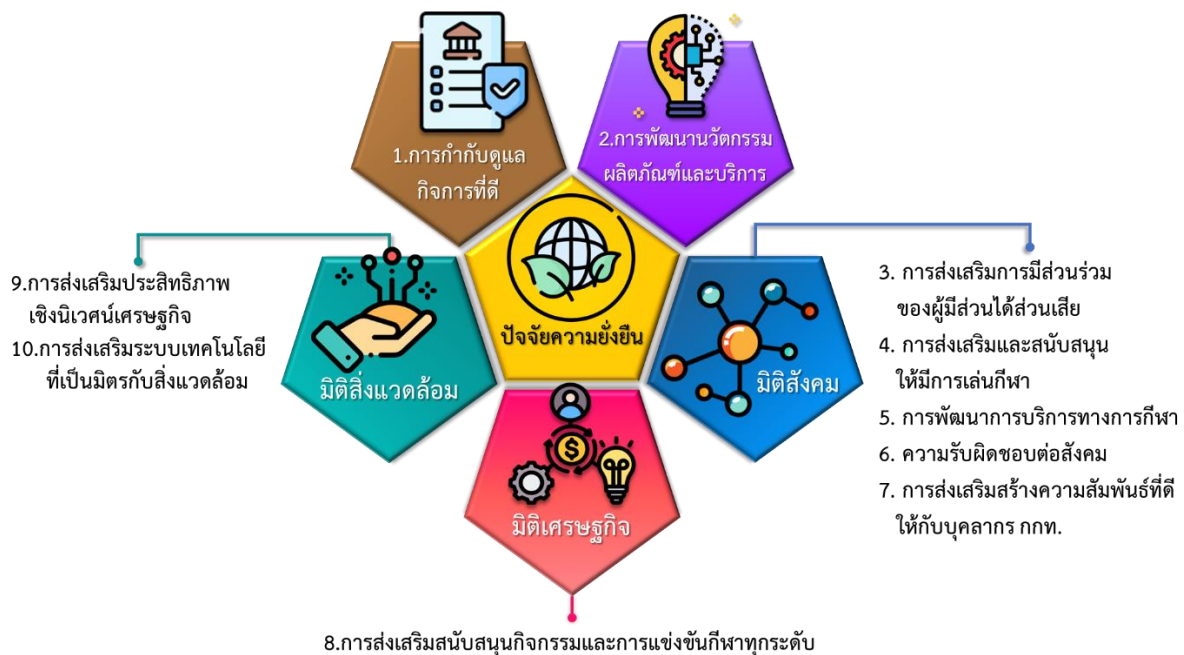 1.การกำกับดูแล
กิจการที่ดี
2.การพัฒนานวัตกรรม
ผลิตภัณฑ์และบริการ
ปัจจัยความยั่งยืน
มิติสังคม
3. การส่งเสริมการมีส่วนร่วม
ของผู้มีส่วนได้ส่วนเสีย
4. การส่งเสริมและสนับสนุน
ให้มีการเล่นกีฬา
5. การพัฒนาการบริการทางการกีฬา
6. ความรับผิดชอบต่อสังคม
7. การส่งเสริมสร้างความสัมพันธ์ที่ดี
ให้กับบุคลากร กกท.
มิติเศรษฐกิจ
8.การส่งเสริมสนับสนุนกิจกรรมและการแข่งขันกีฬาทุกระดับ
มิติสิ่งแวดล้อม
9.การส่งเสริมประสิทธิภาพ
เชิงนิเวศน์เศรษฐกิจ
10.การส่งเสริมระบบเทคโนโลยี
ที่เป็นมิตรกับสิ่งแวดล้อม